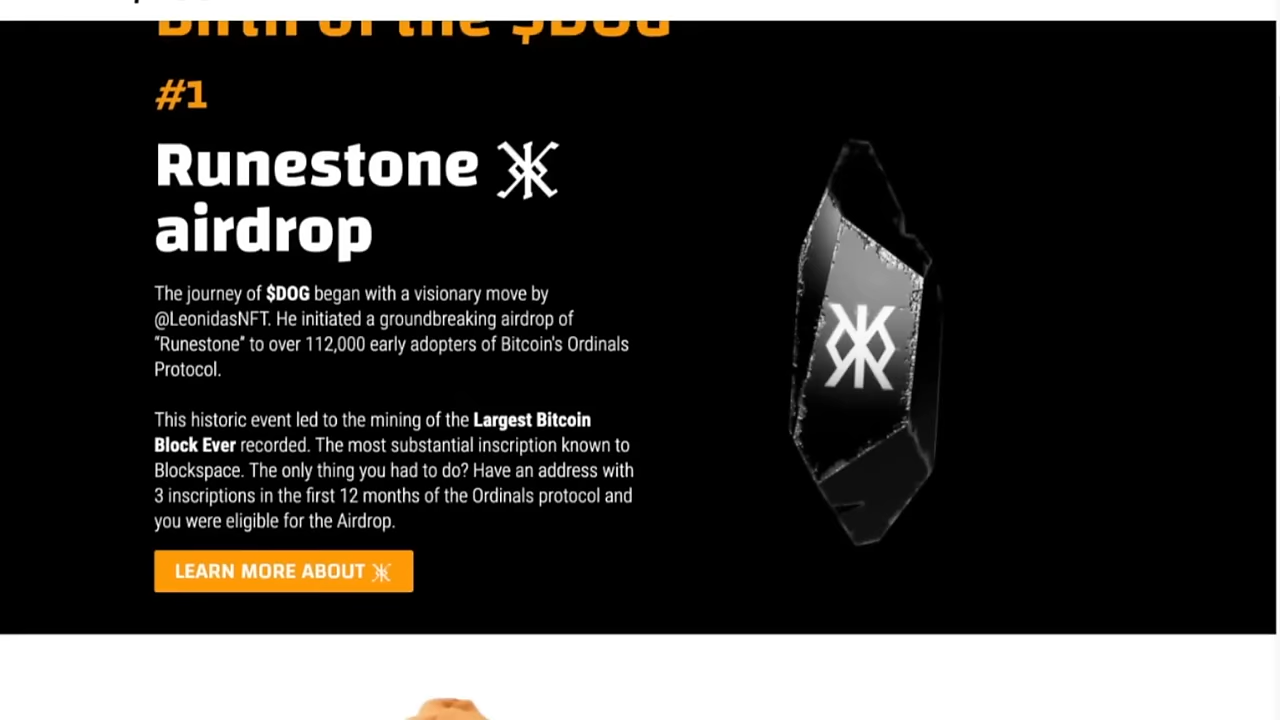 Birth of the $DOG
#1
Runestone
airdrop
The journey of $DOG began with a visionary move by
@LeonidasNFT. He initiated a groundbreaking airdrop of
"Runestone" to over 112,000 early adopters of Bitcoin's Ordinals
Protocol.
This historic event led to the mining of the Largest Bitcoin
Block Ever recorded. The most substantial inscription known to
Blockspace. The only thing you had to do? Have an address with
3 inscriptions in the first 12 months of the Ordinals protocol and
you were eligible for the Airdrop.
LEARN MORE ABOUT